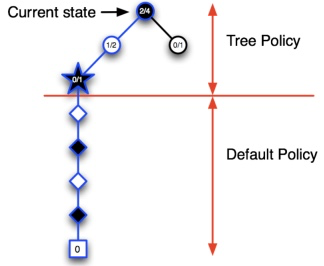 Current state
2/4
1/2
0/1
0/1
Tree Policy
Default Policy
0